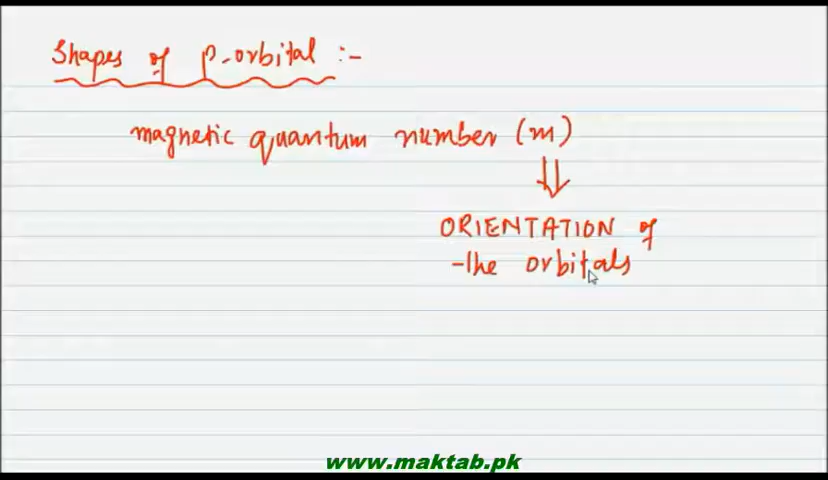 Shapes of p-orbital :-
magnetic quantum number (m)
ORIENTATION of
the orbitals
www.maktab.pk